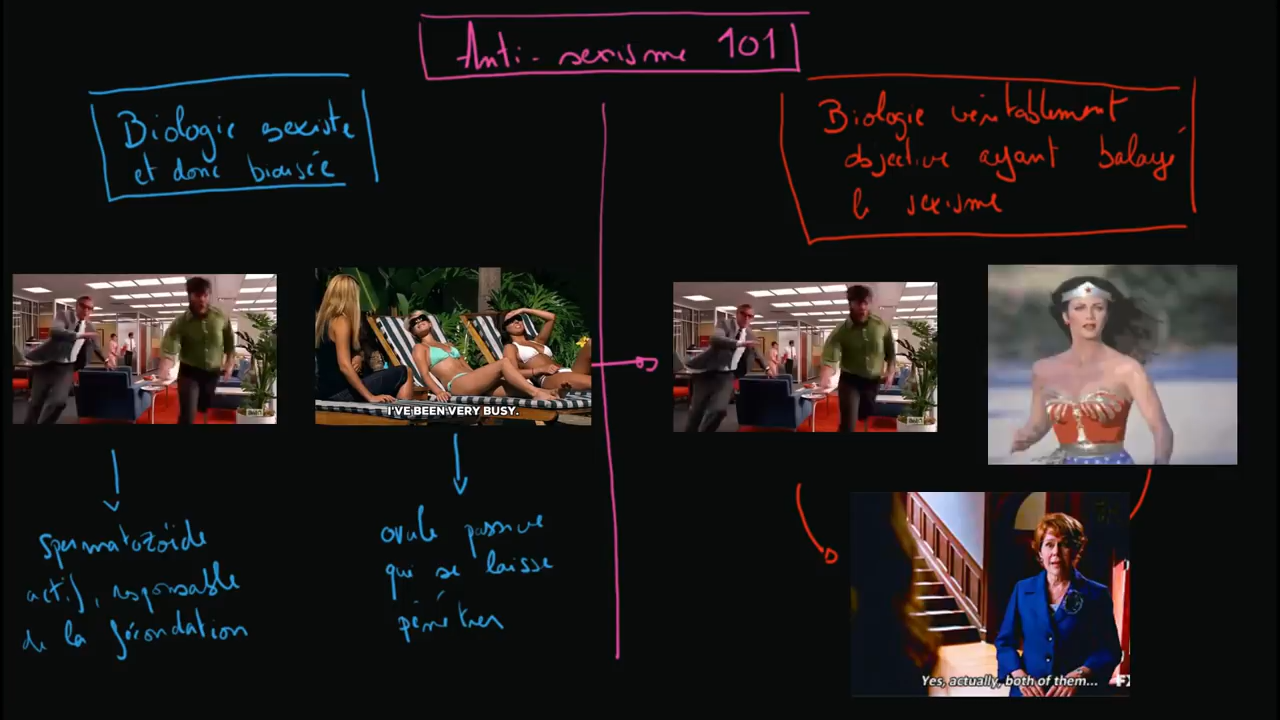 Anti-sexisme 101
Biologie sexiste
et donc biaisée
Biologie véritablement
objective ayant balayé
le sexisme
I'VE BEEN VERY BUSY.
spermatozoïde
actif, responsable
de la fécondation
ovule passive
qui se laisse
pénétrer
Yes, actually, both of them...
FX